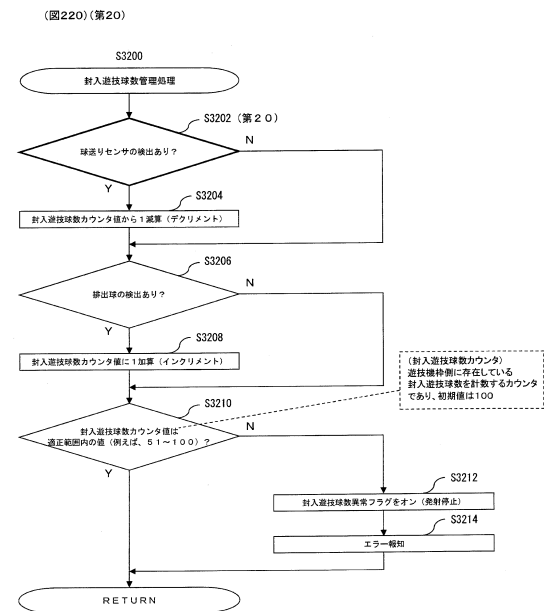 (図220)(第20)
S3200
封入遊技球数管理処理
S3202(第20)
球送りセンサの検出あり?
N
Y
S3204
封入遊技球数カウンタ値から1減算(デクリメント)
S3206
排出球の検出あり?
N
Y
S3208
封入遊技球数カウンタ値に1加算(インクリメント)
(封入遊技球数カウンタ)
遊技機枠側に存在している
封入遊技球数を計数するカウンタ
であり、初期値は100
S3210
封入遊技球数カウンタ値は
適正範囲内の値(例えば、51~100)?
N
Y
S3212
封入遊技球数異常フラグをオン(発射停止)
S3214
エラー報知
RETURN